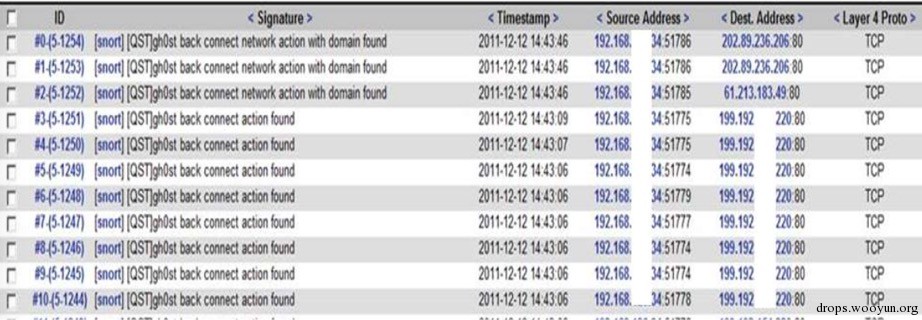 ID < Signature > < Timestamp > < Source Address > < Dest. Address > < Layer 4 Proto >
#0-(5-1254) [snort] [QST]gh0st back connect network action with domain found 2011-12-12 14:43:46 192.168. 34:51786 202.89.236.206:80 TCP
#1-(5-1253) [snort] [QST]gh0st back connect network action with domain found 2011-12-12 14:43:46 192.168. 34:51786 202.89.236.206:80 TCP
#2-(5-1252) [snort] [QST]gh0st back connect network action with domain found 2011-12-12 14:43:46 192.168. 34:51785 61.213.183.49:80 TCP
#3-(5-1251) [snort] [QST]gh0st back connect action found 2011-12-12 14:43:09 192.168. 34:51775 199.192 220:80 TCP
#4-(5-1250) [snort] [QST]gh0st back connect action found 2011-12-12 14:43:07 192.168. 34:51775 199.192 220:80 TCP
#5-(5-1249) [snort] [QST]gh0st back connect action found 2011-12-12 14:43:06 192.168. 34:51774 199.192 220:80 TCP
#6-(5-1248) [snort] [QST]gh0st back connect action found 2011-12-12 14:43:06 192.168. 34:51779 199.192 220:80 TCP
#7-(5-1247) [snort] [QST]gh0st back connect action found 2011-12-12 14:43:06 192.168. 34:51777 199.192 220:80 TCP
#8-(5-1246) [snort] [QST]gh0st back connect action found 2011-12-12 14:43:06 192.168. 34:51774 199.192 220:80 TCP
#9-(5-1245) [snort] [QST]gh0st back connect action found 2011-12-12 14:43:06 192.168. 34:51774 199.192 220:80 TCP
#10-(5-1244) [snort] [QST]gh0st back connect action found 2011-12-12 14:43:06 192.168. 34:51778 199.192 220:80 TCP
drops.wooyun.org